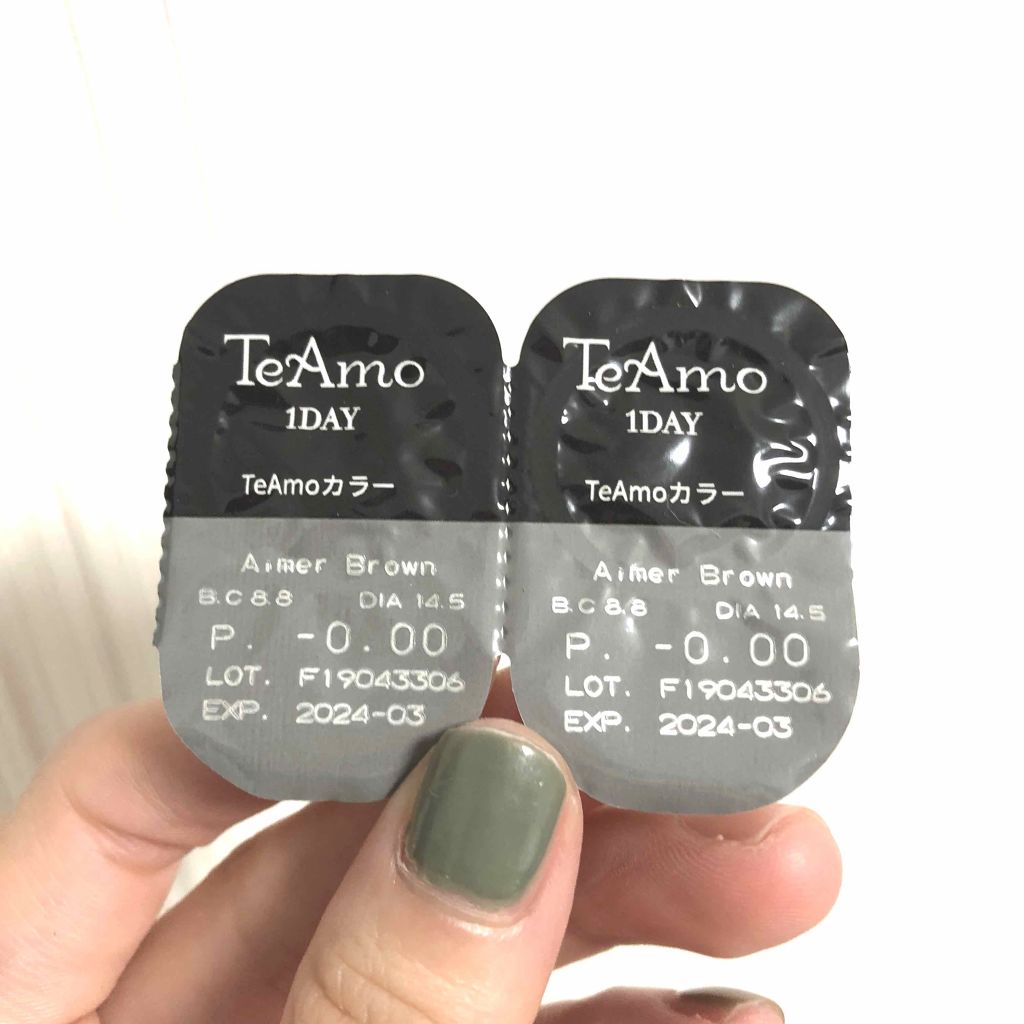 TeAmo
1DAY
TeAmoカラー
Aimer Brown
B.C 8.8 DIA 14.5
P. -0.00
LOT. F19043306
EXP. 2024-03
TeAmo
1DAY
TeAmoカラー
Aimer Brown
B.C 8.8 DIA 14.5
P. -0.00
LOT. F19043306
EXP. 2024-03